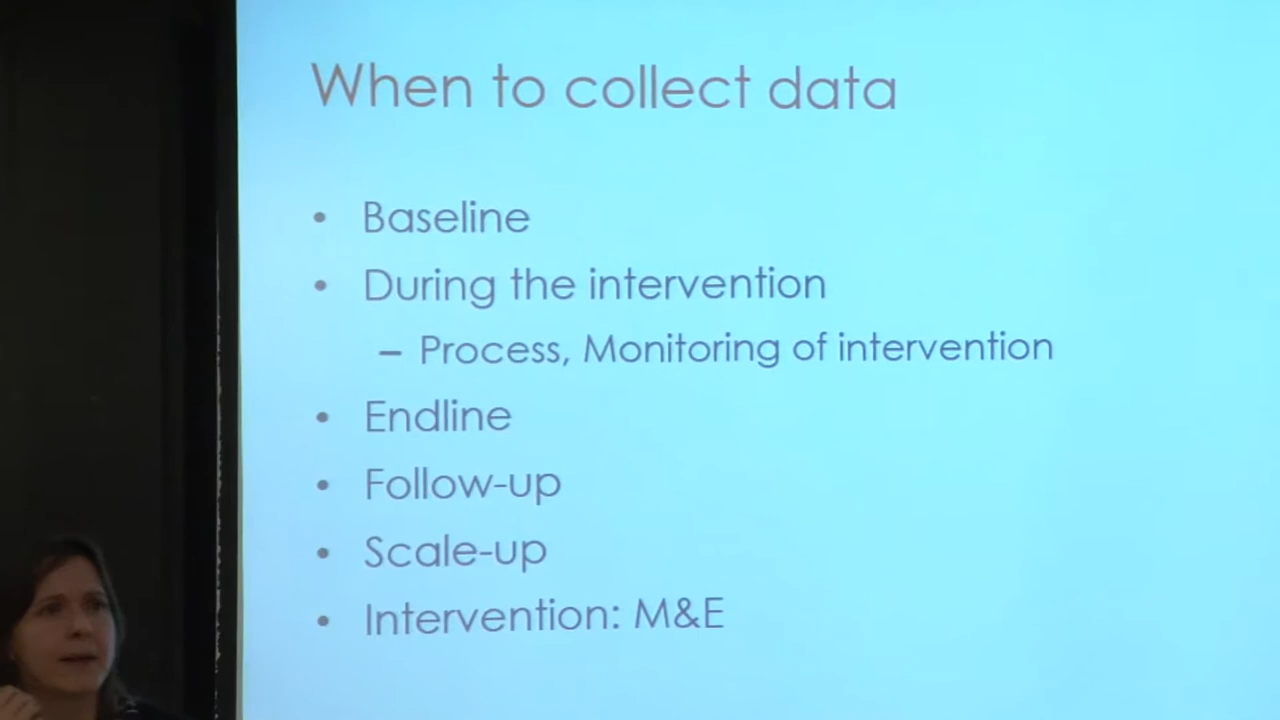 When to collect data
• Baseline
• During the intervention
– Process, Monitoring of intervention
• Endline
• Follow-up
• Scale-up
• Intervention: M&E